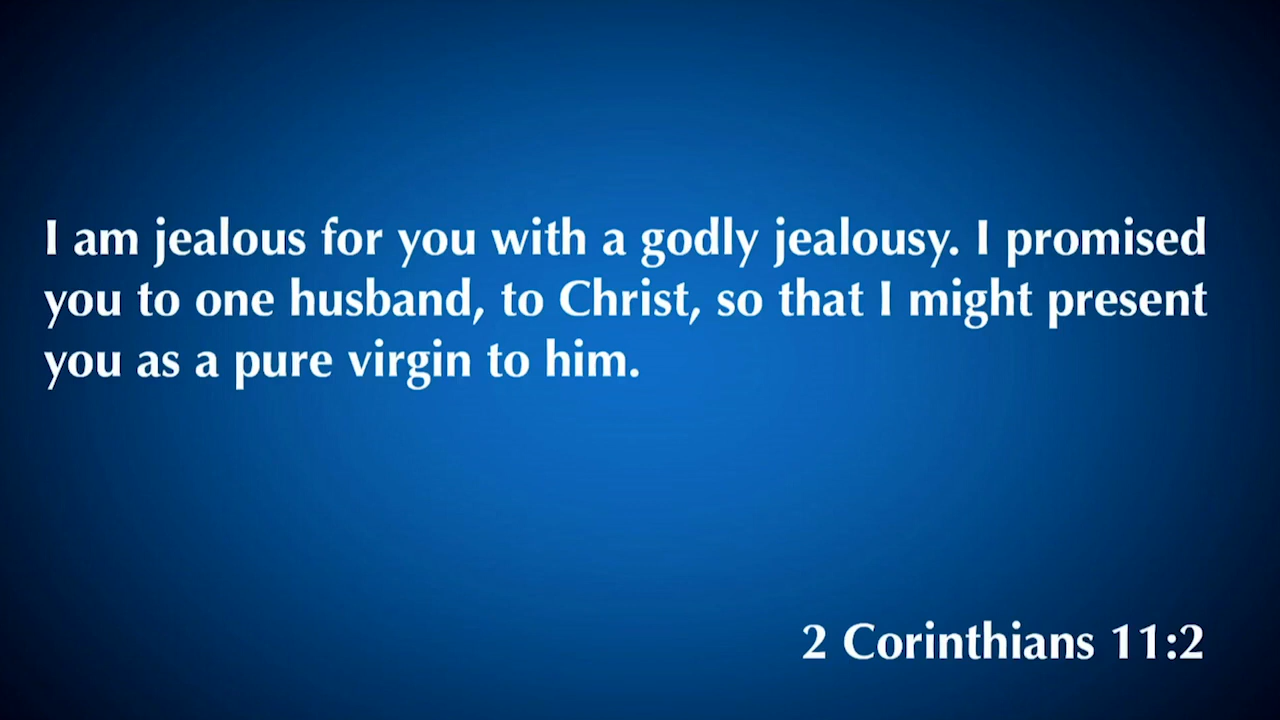 I am jealous for you with a godly jealousy. I promised
you to one husband, to Christ, so that I might present
you as a pure virgin to him.
2 Corinthians 11:2